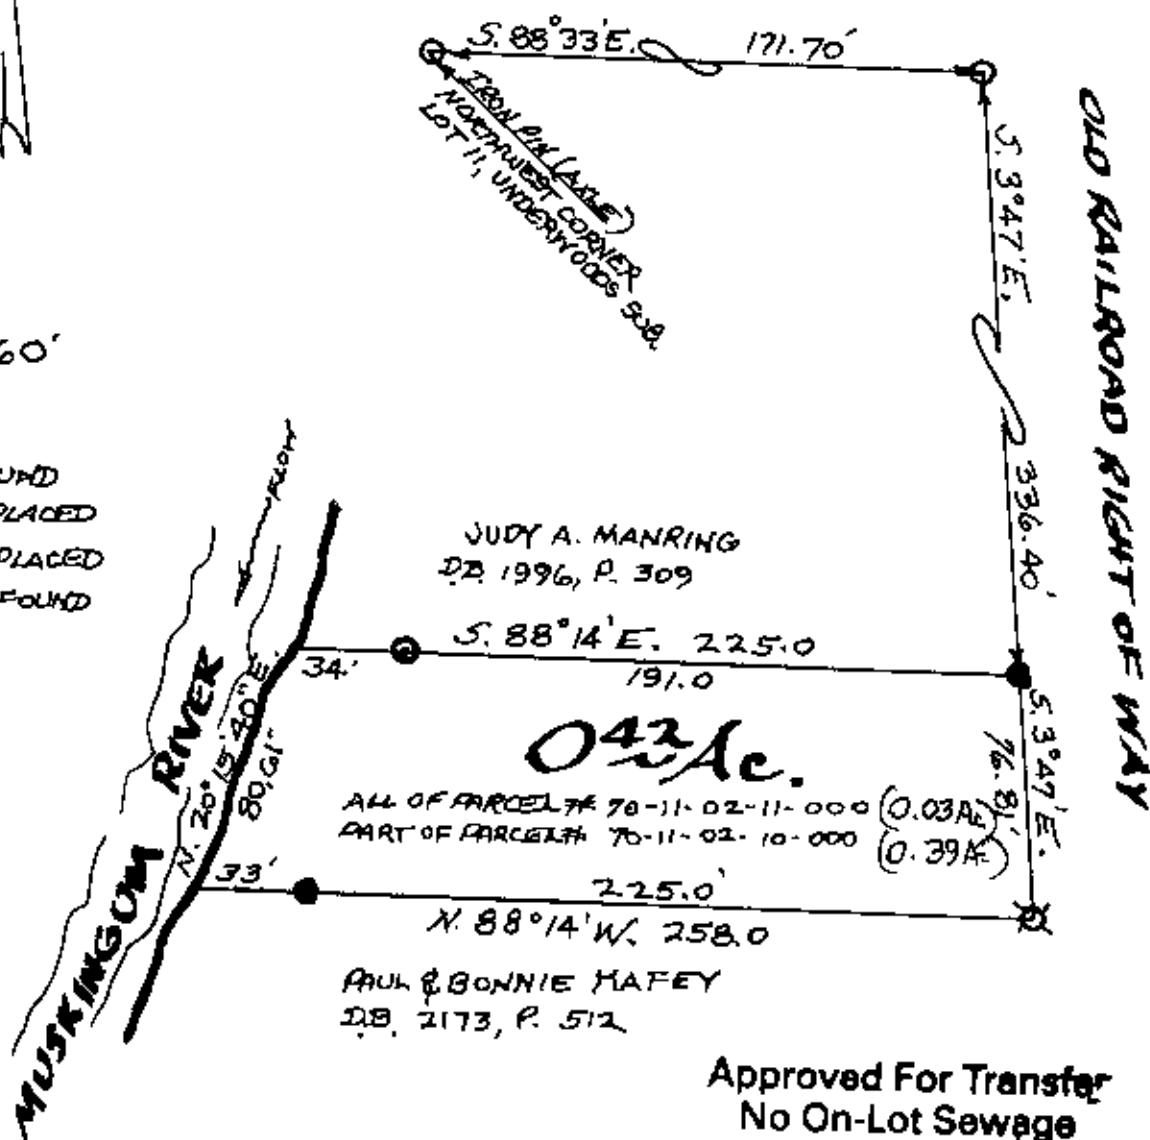 S. 88°33'E. 171.70'
IRON PIN (AXLE)
NORTHWEST CORNER
LOT 11, UNDERWOODS SUB.
S. 3°47'E. 336.40'
OLD RAILROAD RIGHT OF WAY
60'
PLACED
PLACED
FOUND
FLOW
JUDY A. MANRING
D.B. 1996, P. 309
S. 88°14'E. 225.0
34.'
191.0
0.42 Ac.
ALL OF PARCEL # 70-11-02-11-000 (0.03 Ac.)
PART OF PARCEL # 70-11-02-10-000 (0.39 Ac.)
S. 3°47'E.
76.81'
N. 20°15'40"E.
80.61'
MUSKINGUM RIVER
33'
225.0'
N. 88°14'W. 258.0
PAUL & BONNIE HAFEY
D.B. 2173, P. 512
Approved For Transfer
No On-Lot Sewage